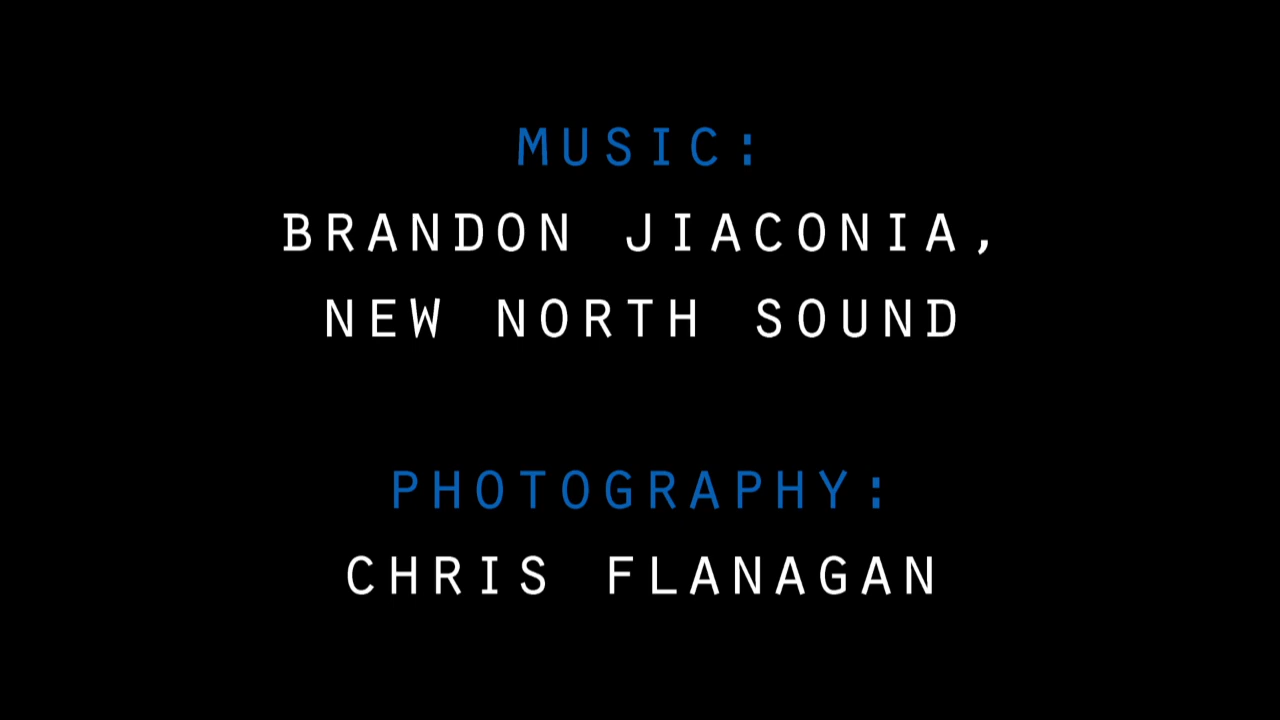 MUSIC:
BRANDON JIACONIA,
NEW NORTH SOUND
PHOTOGRAPHY:
CHRIS FLANAGAN